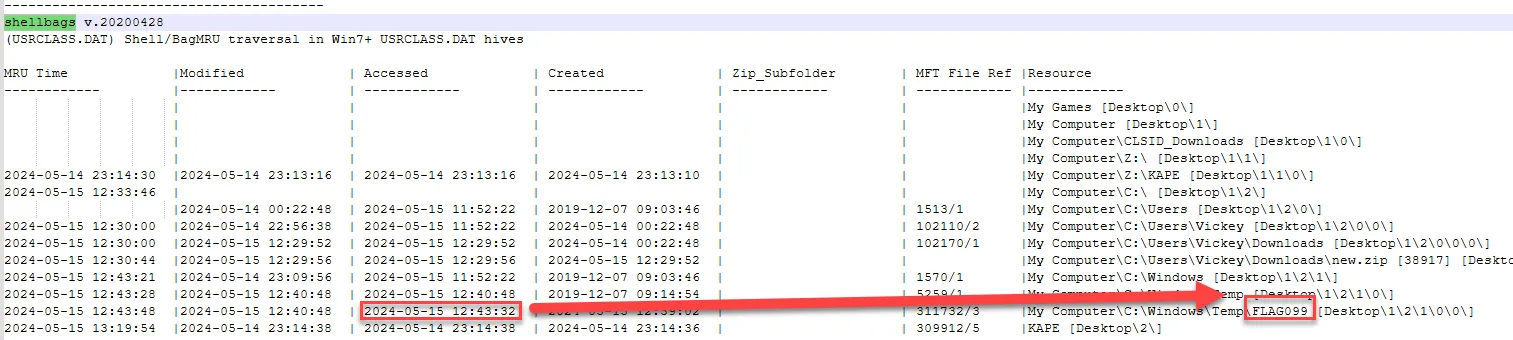 ----------------------------------------
shellbags v.20200428
(USRCLASS.DAT) Shell/BagMRU traversal in Win7+ USRCLASS.DAT hives
MRU Time |Modified | Accessed | Created | Zip_Subfolder | MFT File Ref |Resource
------------ |------------ | ------------ | ------------ | ------------ | ------------ |------------
| | | | | |My Games [Desktop\0\]
| | | | | |My Computer [Desktop\1\]
| | | | | |My Computer\CLSID_Downloads [Desktop\1\0\]
| | | | | |My Computer\Z:\ [Desktop\1\1\]
2024-05-14 23:14:30 |2024-05-14 23:13:16 | 2024-05-14 23:13:16 | 2024-05-14 23:13:10 | | |My Computer\Z:\KAPE [Desktop\1\1\0\]
2024-05-15 12:33:46 | | | | | |My Computer\C:\ [Desktop\1\2\]
|2024-05-14 00:22:48 | 2024-05-15 11:52:22 | 2019-12-07 09:03:46 | | 1513/1 |My Computer\C:\Users [Desktop\1\2\0\]
2024-05-15 12:30:00 |2024-05-14 22:56:38 | 2024-05-15 11:52:22 | 2024-05-14 00:22:48 | | 102110/2 |My Computer\C:\Users\Vickey [Desktop\1\2\0\0\]
2024-05-15 12:30:00 |2024-05-15 12:29:52 | 2024-05-15 12:29:52 | 2024-05-14 00:22:48 | | 102170/1 |My Computer\C:\Users\Vickey\Downloads [Desktop\1\2\0\0\0\]
2024-05-15 12:30:44 |2024-05-15 12:29:56 | 2024-05-15 12:29:56 | 2024-05-15 12:29:52 | | |My Computer\C:\Users\Vickey\Downloads\new.zip [38917] [Deskto
2024-05-15 12:43:21 |2024-05-14 23:09:56 | 2024-05-15 11:52:22 | 2019-12-07 09:03:46 | | 1570/1 |My Computer\C:\Windows [Desktop\1\2\1\]
2024-05-15 12:43:28 |2024-05-15 12:40:48 | 2024-05-15 12:40:48 | 2019-12-07 09:14:54 | | 5259/1 |My [Desktop\1\2\1\0\]
2024-05-15 12:43:48 |2024-05-15 12:40:48 | 2024-05-15 12:43:32 | | 311732/3 |My Computer\C:\Windows\Temp\FLAG099 [Desktop\1\2\1\0\0\]
2024-05-15 13:19:54 |2024-05-14 23:14:38 | 2024-05-14 23:14:38 | 2024-05-14 23:14:36 | | 309912/5 |KAPE [Desktop\2\]